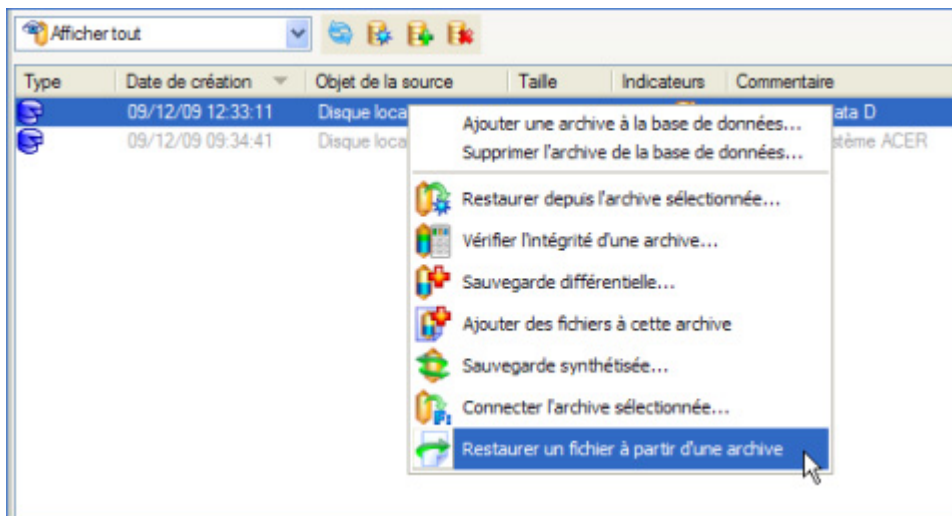 Afficher tout
Type Date de création Objet de la source Taille Indicateurs Commentaire
09/12/09 12:33:11 Disque loca ata D
09/12/09 09:34:41 Disque loca stème ACER
Ajouter une archive à la base de données...
Supprimer l'archive de la base de données...
Restaurer depuis l'archive sélectionnée...
Vérifier l'intégrité d'une archive...
Sauvegarde différentielle...
Ajouter des fichiers à cette archive
Sauvegarde synthétisée...
Connecter l'archive sélectionnée...
Restaurer un fichier à partir d'une archive